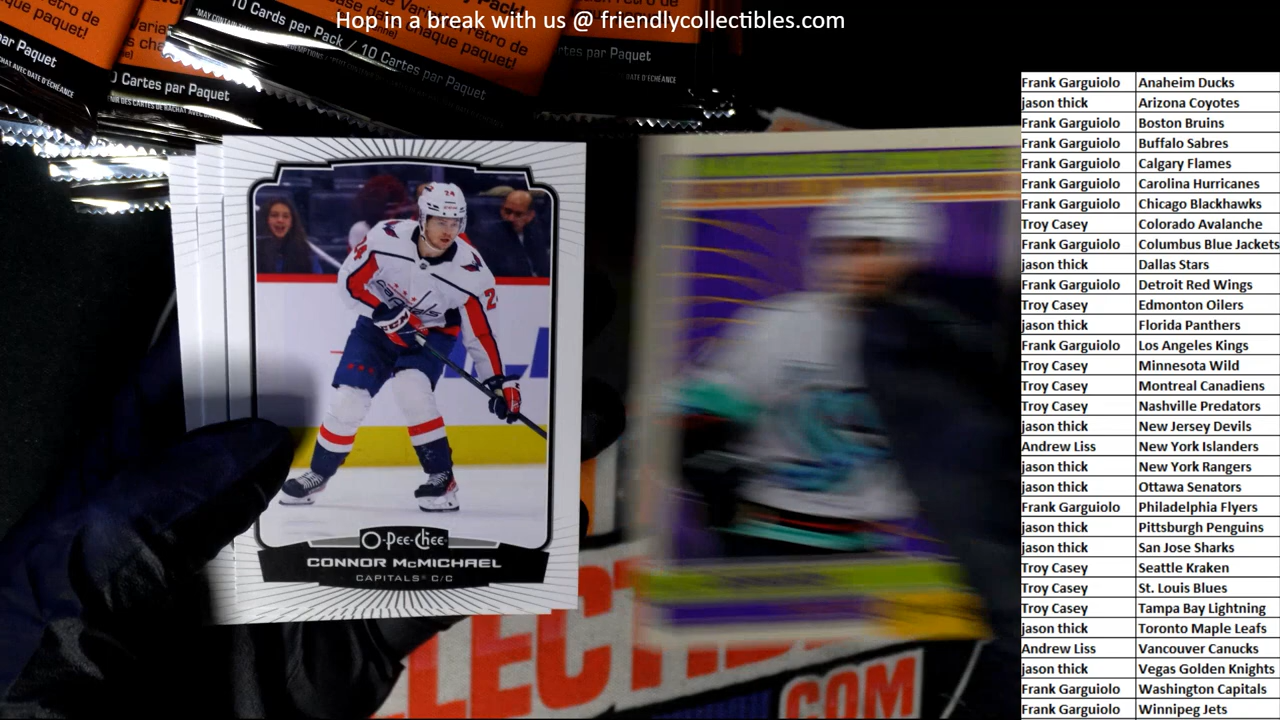 Hop in a break with us @ friendlycollectibles.com
10 Cards per Pack / 10 Cartes par Paquet
Cartes par Paquet
tes par Paquet
par Paquet
Frank Garguiolo Anaheim Ducks
jason thick Arizona Coyotes
Frank Garguiolo Boston Bruins
Frank Garguiolo Buffalo Sabres
Frank Garguiolo Calgary Flames
Frank Garguiolo Carolina Hurricanes
Frank Garguiolo Chicago Blackhawks
Troy Casey Colorado Avalanche
Frank Garguiolo Columbus Blue Jackets
jason thick Dallas Stars
Frank Garguiolo Detroit Red Wings
Troy Casey Edmonton Oilers
jason thick Florida Panthers
Frank Garguiolo Los Angeles Kings
Troy Casey Minnesota Wild
Troy Casey Montreal Canadiens
Troy Casey Nashville Predators
jason thick New Jersey Devils
Andrew Liss New York Islanders
jason thick New York Rangers
jason thick Ottawa Senators
Frank Garguiolo Philadelphia Flyers
jason thick Pittsburgh Penguins
jason thick San Jose Sharks
Troy Casey Seattle Kraken
Troy Casey St. Louis Blues
Troy Casey Tampa Bay Lightning
jason thick Toronto Maple Leafs
Andrew Liss Vancouver Canucks
jason thick Vegas Golden Knights
Frank Garguiolo Washington Capitals
Frank Garguiolo Winnipeg Jets
24
Capitals
O-Pee-Chee
CONNOR McMICHAEL
CAPITALS C/C
.COM